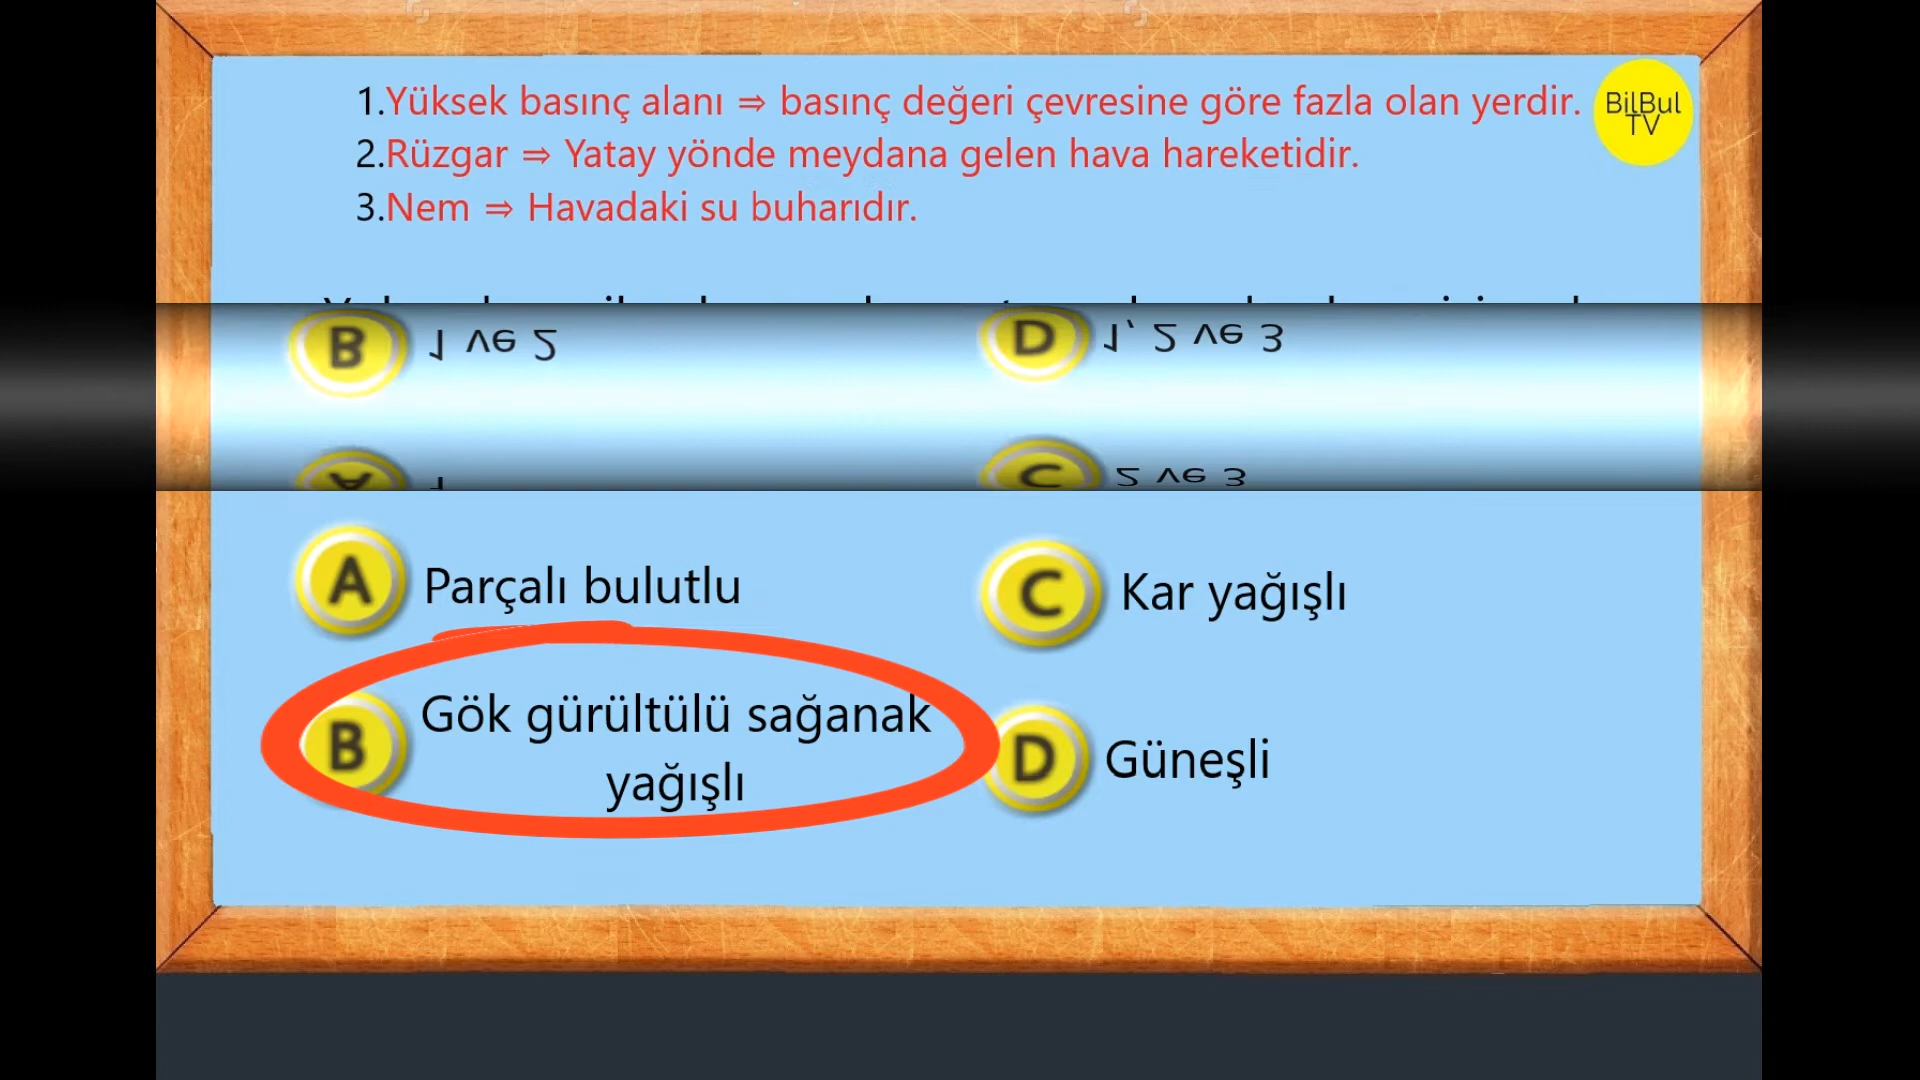 1.Yüksek basınç alanı ⇒ basınç değeri çevresine göre fazla olan yerdir.
BilBul
TV
2.Rüzgar ⇒ Yatay yönde meydana gelen hava hareketidir.
3.Nem ⇒ Havadaki su buharıdır.
B 1 ve 2
D 1, 2 ve 3
A 1
C 2 ve 3
A Parçalı bulutlu
C Kar yağışlı
B Gök gürültülü sağanak
yağışlı
D Güneşli